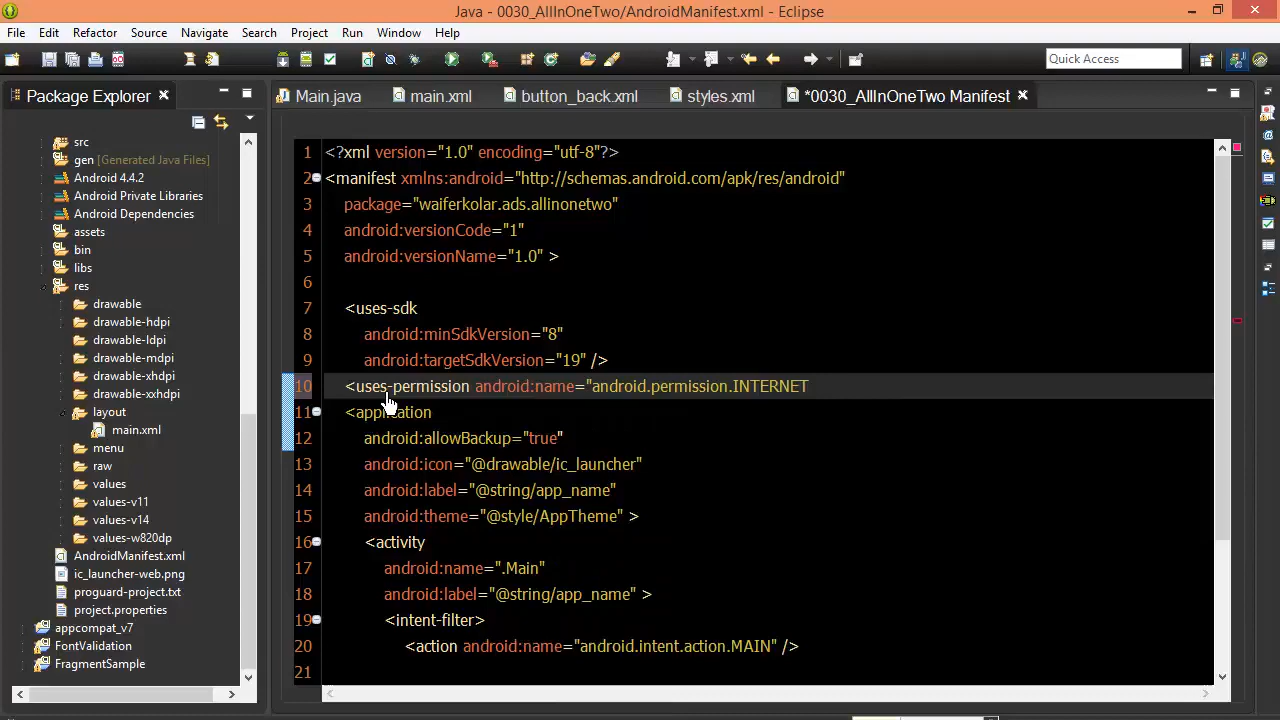 Java - 0030_AllInOneTwo/AndroidManifest.xml - Eclipse
File Edit Refactor Source Navigate Search Project Run Window Help
Quick Access
Package Explorer
Main.java main.xml button_back.xml styles.xml *0030_AllInOneTwo Manifest
src
gen [Generated Java Files]
Android 4.4.2
Android Private Libraries
Android Dependencies
assets
bin
libs
res
drawable
drawable-hdpi
drawable-ldpi
drawable-mdpi
drawable-xhdpi
drawable-xxhdpi
layout
main.xml
menu
raw
values
values-v11
values-v14
values-w820dp
AndroidManifest.xml
ic_launcher-web.png
proguard-project.txt
project.properties
appcompat_v7
FontValidation
FragmentSample
1 <?xml version="1.0" encoding="utf-8"?>
2 <manifest xmlns:android="http://schemas.android.com/apk/res/android"
3 package="waiferkolar.ads.allinonetwo"
4 android:versionCode="1"
5 android:versionName="1.0" >
6
7 <uses-sdk
8 android:minSdkVersion="8"
9 android:targetSdkVersion="19" />
10 <uses-permission android:name="android.permission.INTERNET
11 <application
12 android:allowBackup="true"
13 android:icon="@drawable/ic_launcher"
14 android:label="@string/app_name"
15 android:theme="@style/AppTheme" >
16 <activity
17 android:name=".Main"
18 android:label="@string/app_name" >
19 <intent-filter>
20 <action android:name="android.intent.action.MAIN" />
21